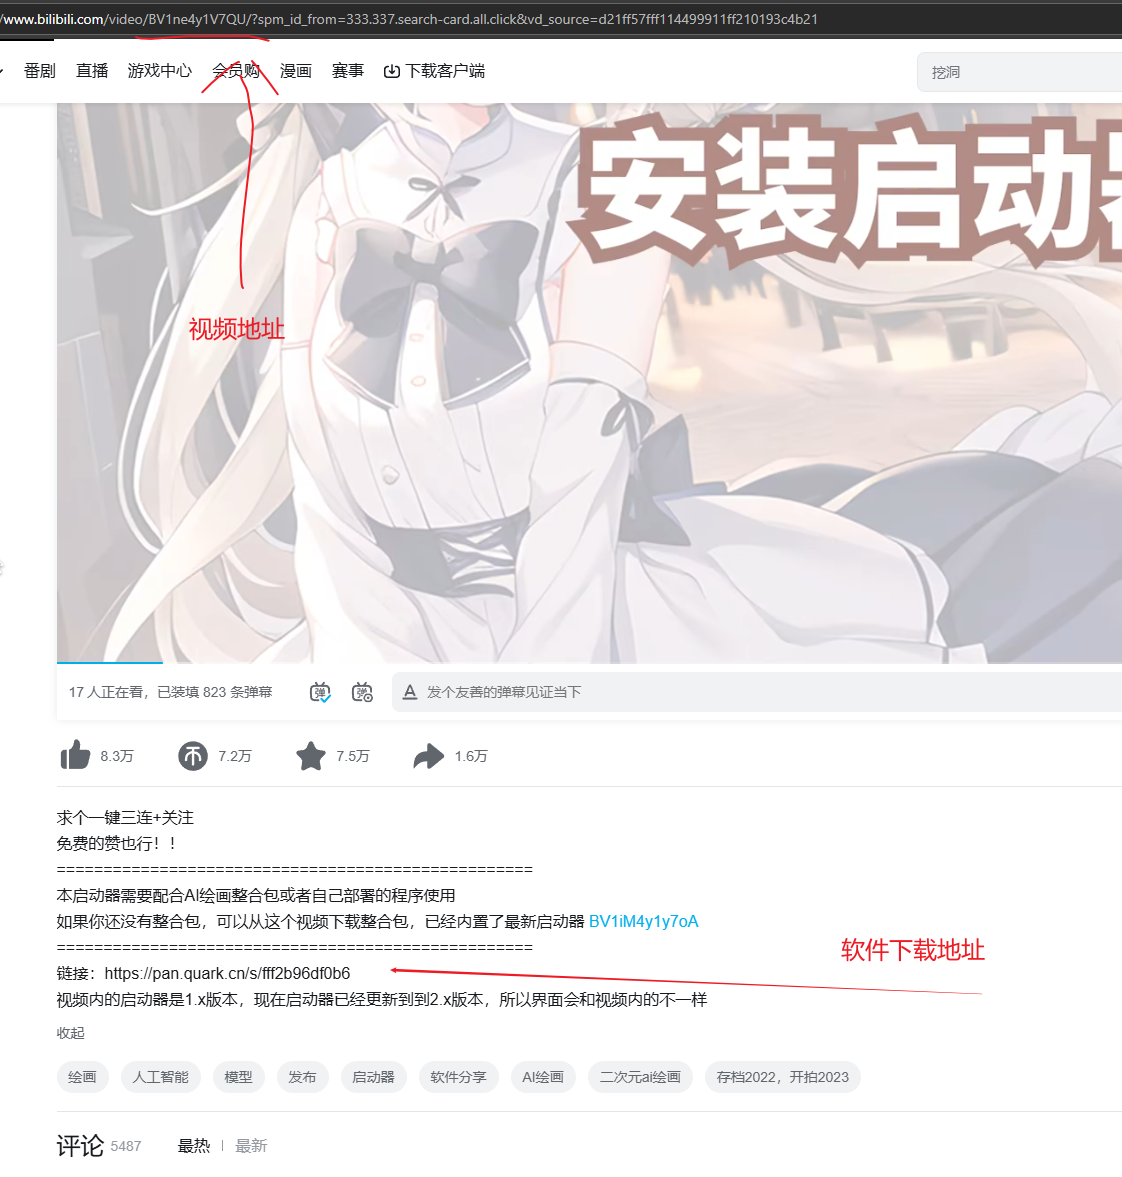 /www.bilibili.com/video/BV1ne4y1V7QU/?spm_id_from=333.337.search-card.all.click&vd_source=d21ff57fff114499911ff210193c4b21
番剧 直播 游戏中心 会员购 漫画 赛事 下载客户端 挖洞
安装启动器
视频地址
17 人正在看，已装填 823 条弹幕 弹 弹 A 发个友善的弹幕见证当下
8.3万 7.2万 7.5万 1.6万
求个一键三连+关注
免费的赞也行！！
===================================================
本启动器需要配合AI绘画整合包或者自己部署的程序使用
如果你还没有整合包，可以从这个视频下载整合包，已经内置了最新启动器 BV1iM4y1y7oA
===================================================
软件下载地址
链接：https://pan.quark.cn/s/fff2b96df0b6
视频内的启动器是1.x版本，现在启动器已经更新到到2.x版本，所以界面会和视频内的不一样
收起
绘画 人工智能 模型 发布 启动器 软件分享 AI绘画 二次元ai绘画 存档2022，开拍2023
评论 5487 最热 | 最新